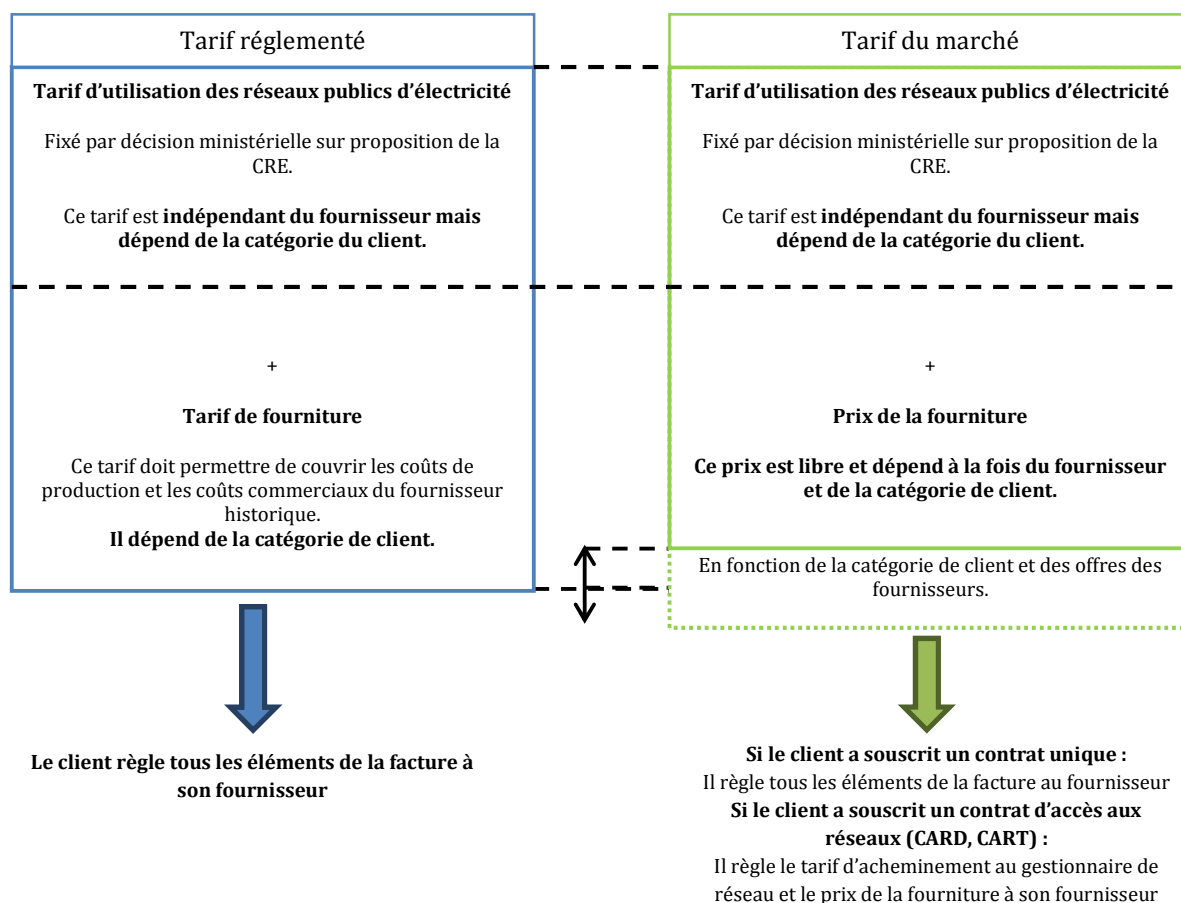 Tarif réglementé
Tarif d'utilisation des réseaux publics d'électricité
Fixé par décision ministérielle sur proposition de la
CRE.
Ce tarif est indépendant du fournisseur mais
dépend de la catégorie du client.
+
Tarif de fourniture
Ce tarif doit permettre de couvrir les coûts de
production et les coûts commerciaux du fournisseur
historique.
Il dépend de la catégorie de client.
Le client règle tous les éléments de la facture à
son fournisseur
Tarif du marché
Tarif d'utilisation des réseaux publics d'électricité
Fixé par décision ministérielle sur proposition de la
CRE.
Ce tarif est indépendant du fournisseur mais
dépend de la catégorie du client.
+
Prix de la fourniture
Ce prix est libre et dépend à la fois du fournisseur
et de la catégorie de client.
En fonction de la catégorie de client et des offres des
fournisseurs.
Si le client a souscrit un contrat unique :
Il règle tous les éléments de la facture au fournisseur
Si le client a souscrit un contrat d'accès aux
réseaux (CARD, CART) :
Il règle le tarif d'acheminement au gestionnaire de
réseau et le prix de la fourniture à son fournisseur